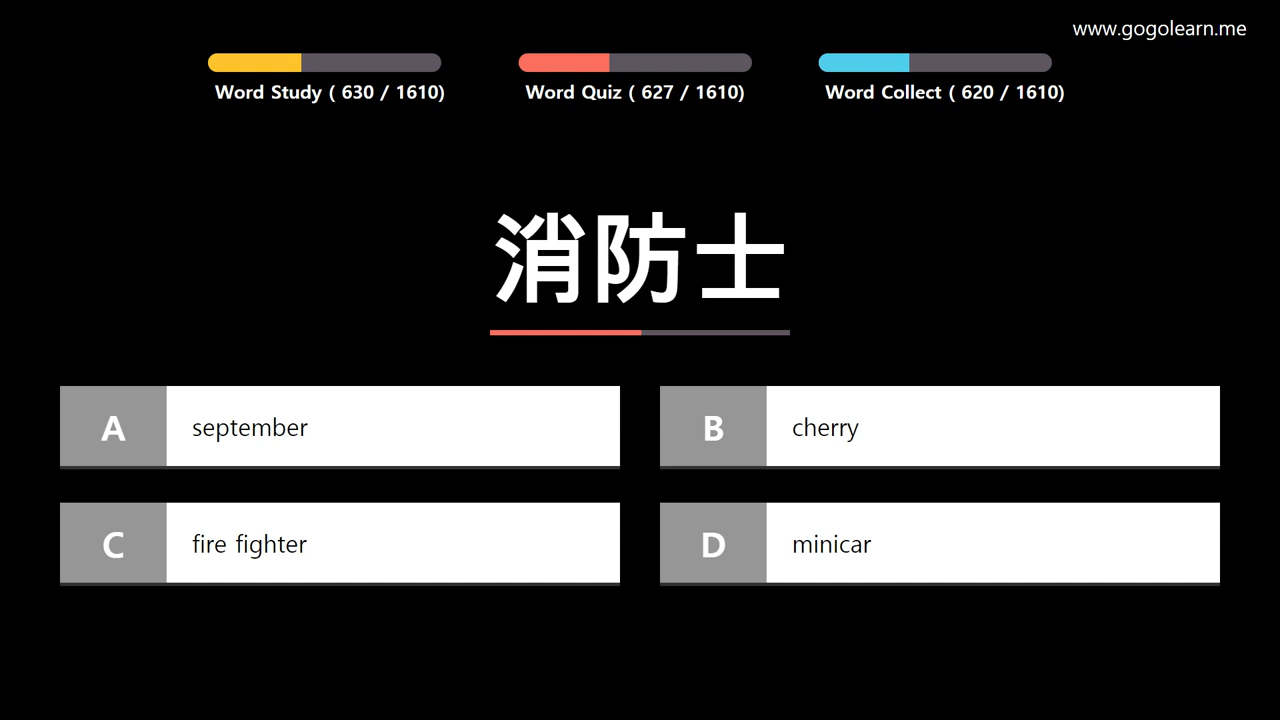 www.gogolearn.me
Word Study ( 630 / 1610)
Word Quiz ( 627 / 1610)
Word Collect ( 620 / 1610)
消防士
A september
B cherry
C fire fighter
D minicar